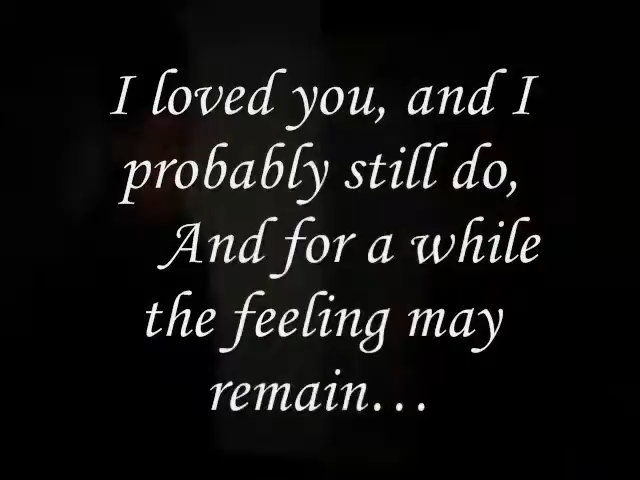 I loved you, and I
probably still do,
And for a while
the feeling may
remain…